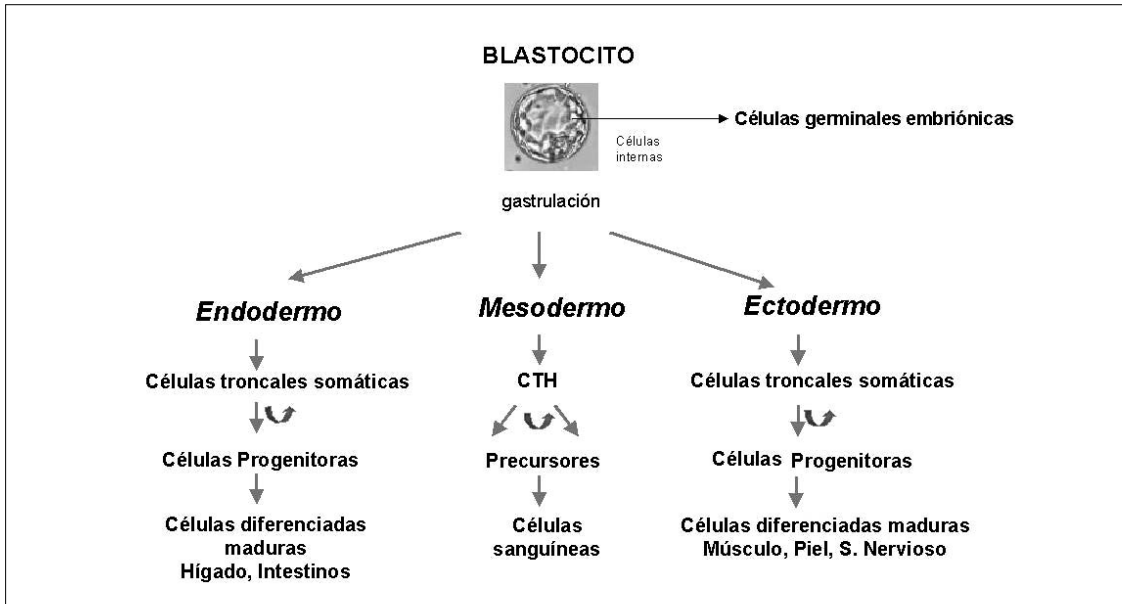 BLASTOCITO
Células germinales embriónicas
Células
internas
gastrulación
Endodermo
Mesodermo
Ectodermo
Células troncales somáticas
CTH
Células troncales somáticas
Células Progenitoras
Precursores
Células Progenitoras
Células diferenciadas
maduras
Hígado, Intestinos
Células
sanguíneas
Células diferenciadas maduras
Músculo, Piel, S. Nervioso